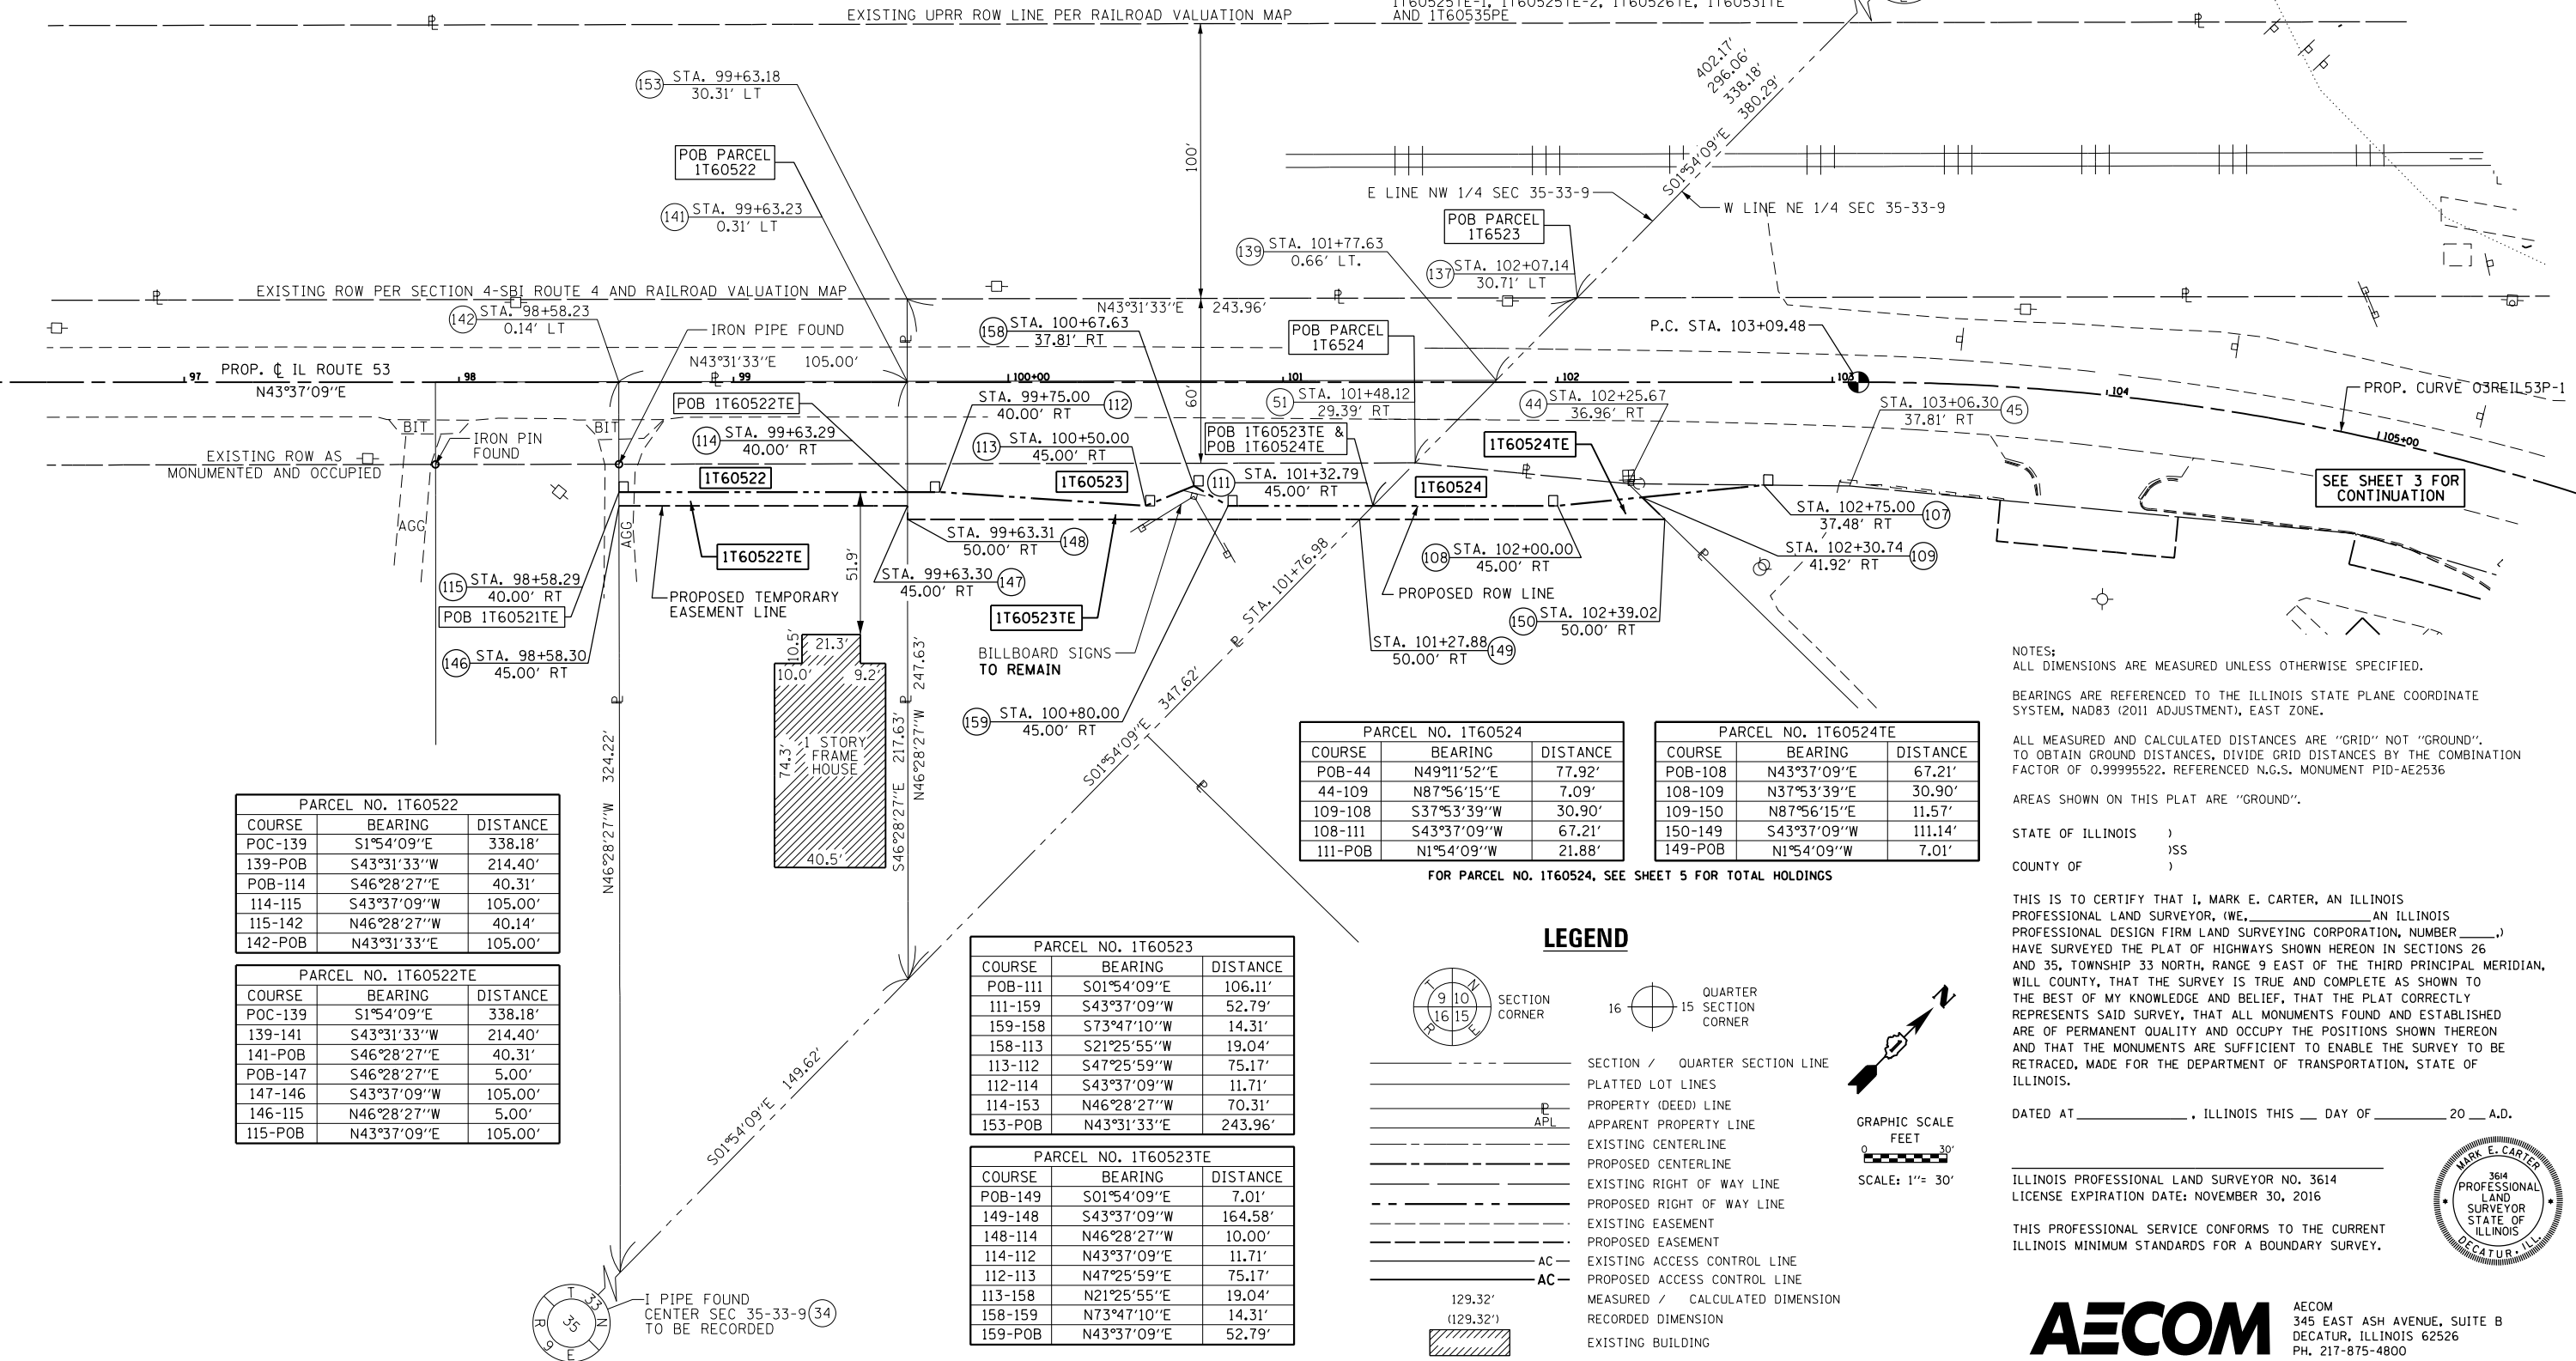 EXISTING UPRR ROW LINE PER RAILROAD VALUATION MAP
1T60525TE-1, 1T60525TE-2, 1T60526TE, 1T60531TE
AND 1T60535PE
153 STA. 99+63.18
30.31' LT
POB PARCEL
1T60522
141 STA. 99+63.23
0.31' LT
100'
402.17'
296.06'
338.18'
S01°54'09"E 380.29'
E LINE NW 1/4 SEC 35-33-9
W LINE NE 1/4 SEC 35-33-9
POB PARCEL
1T6523
139 STA. 101+77.63
0.66' LT.
137 STA. 102+07.14
30.71' LT
EXISTING ROW PER SECTION 4-SBI ROUTE 4 AND RAILROAD VALUATION MAP
N43°31'33"E 243.96'
142 STA. 98+58.23
0.14' LT
IRON PIPE FOUND
158 STA. 100+67.63
37.81' RT
POB PARCEL
1T6524
P.C. STA. 103+09.48
N43°31'33"E 105.00'
PROP. ℄ IL ROUTE 53
N43°37'09"E
97
98
99
100+00
101
102
103
104
105+00
PROP. CURVE 03REIL53P-1
60'
POB 1T60522TE
STA. 99+75.00 112
40.00' RT
51 STA. 101+48.12
29.39' RT
44 STA. 102+25.67
36.96' RT
STA. 103+06.30 45
37.81' RT
BIT
BIT
IRON PIN
FOUND
114 STA. 99+63.29
40.00' RT
113 STA. 100+50.00
45.00' RT
POB 1T60523TE &
POB 1T60524TE
1T60524TE
EXISTING ROW AS
MONUMENTED AND OCCUPIED
1T60522
1T60523
111 STA. 101+32.79
45.00' RT
1T60524
SEE SHEET 3 FOR
CONTINUATION
AGG
AGG
STA. 102+75.00 107
37.48' RT
1T60522TE
51.9'
STA. 99+63.31 148
50.00' RT
108 STA. 102+00.00
45.00' RT
STA. 102+30.74 109
41.92' RT
115 STA. 98+58.29
40.00' RT
STA. 99+63.30 147
45.00' RT
POB 1T60521TE
PROPOSED TEMPORARY
EASEMENT LINE
1T60523TE
STA. 101+76.98
PROPOSED ROW LINE
150 STA. 102+39.02
50.00' RT
146 STA. 98+58.30
45.00' RT
BILLBOARD SIGNS
TO REMAIN
STA. 101+27.88 149
50.00' RT
159 STA. 100+80.00
45.00' RT
10.5'
21.3'
10.0'
9.2'
74.3'
1 STORY
FRAME
HOUSE
40.5'
N46°28'27"W 324.22'
S46°28'27"E 217.63'
N46°28'27"W 247.63'
S01°54'09"E 347.62'
S01°54'09"E 149.62'
NOTES:
ALL DIMENSIONS ARE MEASURED UNLESS OTHERWISE SPECIFIED.
BEARINGS ARE REFERENCED TO THE ILLINOIS STATE PLANE COORDINATE
SYSTEM, NAD83 (2011 ADJUSTMENT), EAST ZONE.
ALL MEASURED AND CALCULATED DISTANCES ARE "GRID" NOT "GROUND".
TO OBTAIN GROUND DISTANCES, DIVIDE GRID DISTANCES BY THE COMBINATION
FACTOR OF 0.99995522. REFERENCED N.G.S. MONUMENT PID-AE2536
AREAS SHOWN ON THIS PLAT ARE "GROUND".
STATE OF ILLINOIS )
)SS
COUNTY OF )
THIS IS TO CERTIFY THAT I, MARK E. CARTER, AN ILLINOIS
PROFESSIONAL LAND SURVEYOR, (WE,________________ AN ILLINOIS
PROFESSIONAL DESIGN FIRM LAND SURVEYING CORPORATION, NUMBER _____,)
HAVE SURVEYED THE PLAT OF HIGHWAYS SHOWN HEREON IN SECTIONS 26
AND 35, TOWNSHIP 33 NORTH, RANGE 9 EAST OF THE THIRD PRINCIPAL MERIDIAN,
WILL COUNTY, THAT THE SURVEY IS TRUE AND COMPLETE AS SHOWN TO
THE BEST OF MY KNOWLEDGE AND BELIEF, THAT THE PLAT CORRECTLY
REPRESENTS SAID SURVEY, THAT ALL MONUMENTS FOUND AND ESTABLISHED
ARE OF PERMANENT QUALITY AND OCCUPY THE POSITIONS SHOWN THEREON
AND THAT THE MONUMENTS ARE SUFFICIENT TO ENABLE THE SURVEY TO BE
RETRACED, MADE FOR THE DEPARTMENT OF TRANSPORTATION, STATE OF
ILLINOIS.
DATED AT ______________, ILLINOIS THIS __ DAY OF _________ 20 __ A.D.
ILLINOIS PROFESSIONAL LAND SURVEYOR NO. 3614
LICENSE EXPIRATION DATE: NOVEMBER 30, 2016
THIS PROFESSIONAL SERVICE CONFORMS TO THE CURRENT
ILLINOIS MINIMUM STANDARDS FOR A BOUNDARY SURVEY.
MARK E. CARTER
3614
PROFESSIONAL
LAND
SURVEYOR
STATE OF
ILLINOIS
DECATUR, ILL.
PARCEL NO. 1T60522
COURSE BEARING DISTANCE
POC-139 S1°54'09"E 338.18'
139-POB S43°31'33"W 214.40'
POB-114 S46°28'27"E 40.31'
114-115 S43°37'09"W 105.00'
115-142 N46°28'27"W 40.14'
142-POB N43°31'33"E 105.00'
PARCEL NO. 1T60522TE
COURSE BEARING DISTANCE
POC-139 S1°54'09"E 338.18'
139-141 S43°31'33"W 214.40'
141-POB S46°28'27"E 40.31'
POB-147 S46°28'27"E 5.00'
147-146 S43°37'09"W 105.00'
146-115 N46°28'27"W 5.00'
115-POB N43°37'09"E 105.00'
PARCEL NO. 1T60523
COURSE BEARING DISTANCE
POB-111 S01°54'09"E 106.11'
111-159 S43°37'09"W 52.79'
159-158 S73°47'10"W 14.31'
158-113 S21°25'55"W 19.04'
113-112 S47°25'59"W 75.17'
112-114 S43°37'09"W 11.71'
114-153 N46°28'27"W 70.31'
153-POB N43°31'33"E 243.96'
PARCEL NO. 1T60523TE
COURSE BEARING DISTANCE
POB-149 S01°54'09"E 7.01'
149-148 S43°37'09"W 164.58'
148-114 N46°28'27"W 10.00'
114-112 N43°37'09"E 11.71'
112-113 N47°25'59"E 75.17'
113-158 N21°25'55"E 19.04'
158-159 N73°47'10"E 14.31'
159-POB N43°37'09"E 52.79'
PARCEL NO. 1T60524
COURSE BEARING DISTANCE
POB-44 N49°11'52"E 77.92'
44-109 N87°56'15"E 7.09'
109-108 S37°53'39"W 30.90'
108-111 S43°37'09"W 67.21'
111-POB N1°54'09"W 21.88'
PARCEL NO. 1T60524TE
COURSE BEARING DISTANCE
POB-108 N43°37'09"E 67.21'
108-109 N37°53'39"E 30.90'
109-150 N87°56'15"E 11.57'
150-149 S43°37'09"W 111.14'
149-POB N1°54'09"W 7.01'
FOR PARCEL NO. 1T60524, SEE SHEET 5 FOR TOTAL HOLDINGS
LEGEND
T N
9 10
16 15
R E
SECTION
CORNER
16
15
QUARTER
SECTION
CORNER
SECTION / QUARTER SECTION LINE
PLATTED LOT LINES
PROPERTY (DEED) LINE
APL APPARENT PROPERTY LINE
EXISTING CENTERLINE
PROPOSED CENTERLINE
EXISTING RIGHT OF WAY LINE
PROPOSED RIGHT OF WAY LINE
EXISTING EASEMENT
PROPOSED EASEMENT
AC EXISTING ACCESS CONTROL LINE
AC PROPOSED ACCESS CONTROL LINE
129.32' MEASURED / CALCULATED DIMENSION
(129.32') RECORDED DIMENSION
EXISTING BUILDING
N
GRAPHIC SCALE
FEET
0 30'
SCALE: 1"= 30'
T 33 N
35
R 9 E
I PIPE FOUND
CENTER SEC 35-33-9 34
TO BE RECORDED
AECOM
AECOM
345 EAST ASH AVENUE, SUITE B
DECATUR, ILLINOIS 62526
PH. 217-875-4800